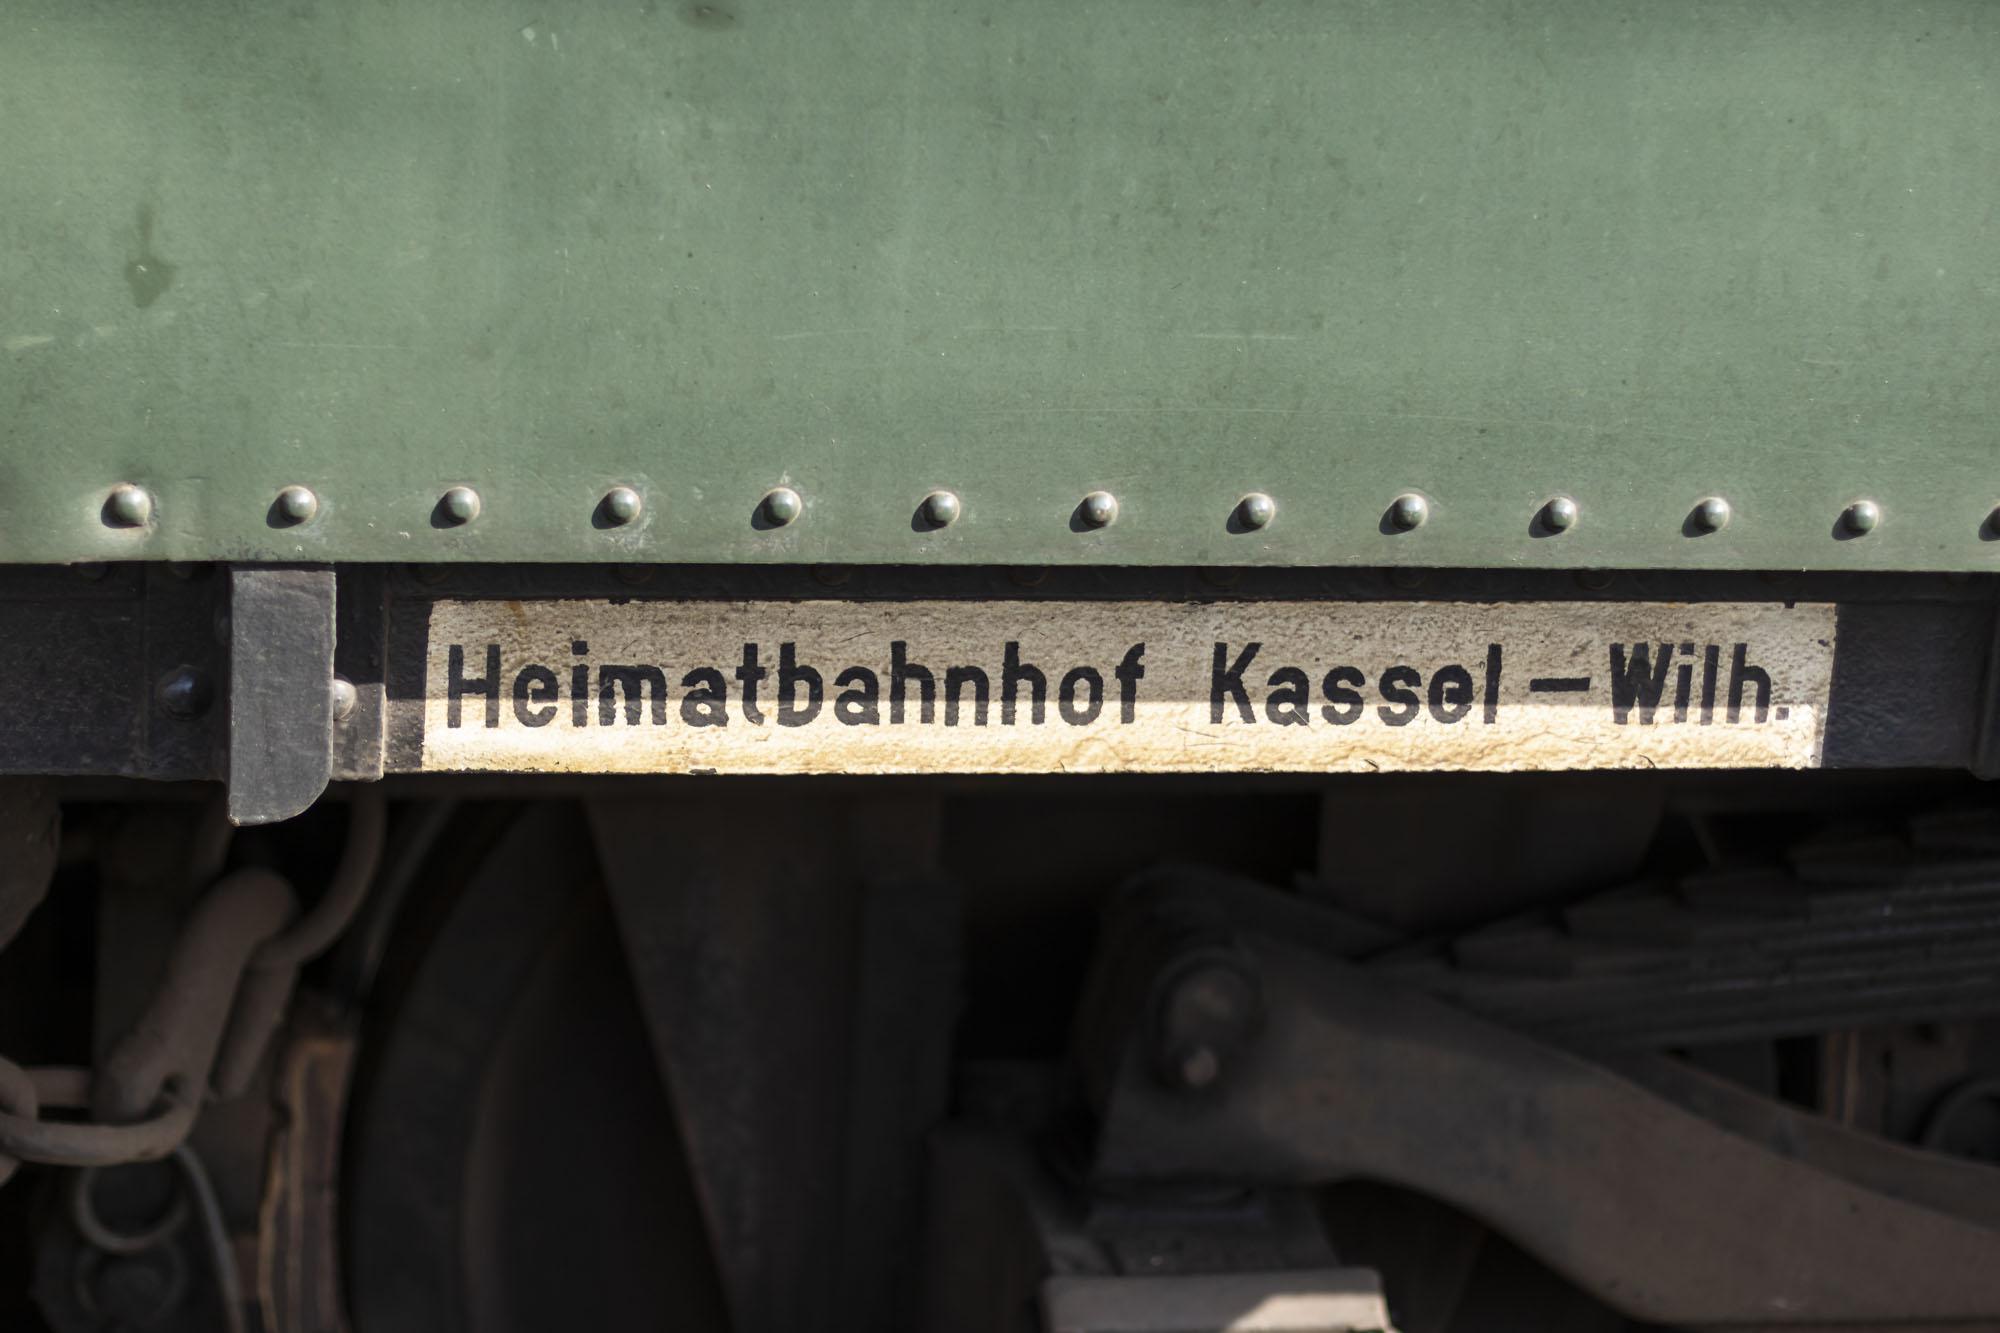 Heimatbahnhof Kassel – Wilh.